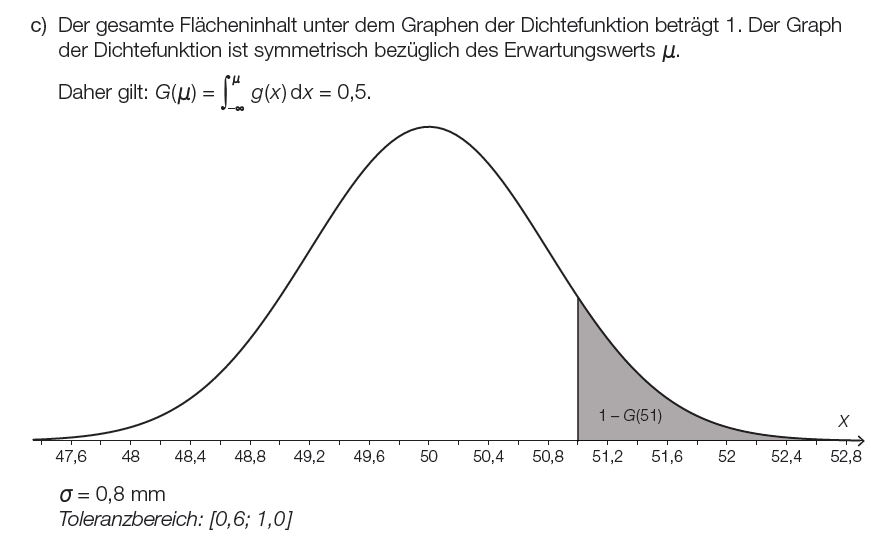 c) Der gesamte Flächeninhalt unter dem Graphen der Dichtefunktion beträgt 1. Der Graph
der Dichtefunktion ist symmetrisch bezüglich des Erwartungswerts μ.
Daher gilt: G(μ) = ∫_{-∞}^{μ} g(x) dx = 0,5.
1 – G(51)
X
47,6 48 48,4 48,8 49,2 49,6 50 50,4 50,8 51,2 51,6 52 52,4 52,8
σ = 0,8 mm
Toleranzbereich: [0,6; 1,0]